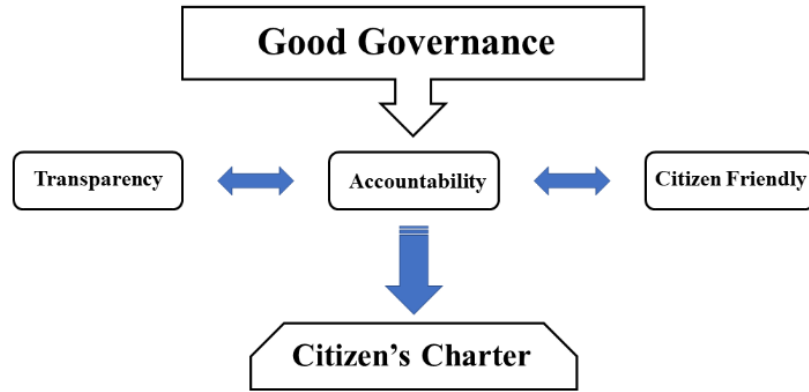 Good Governance
Transparency
Accountability
Citizen Friendly
Citizen's Charter